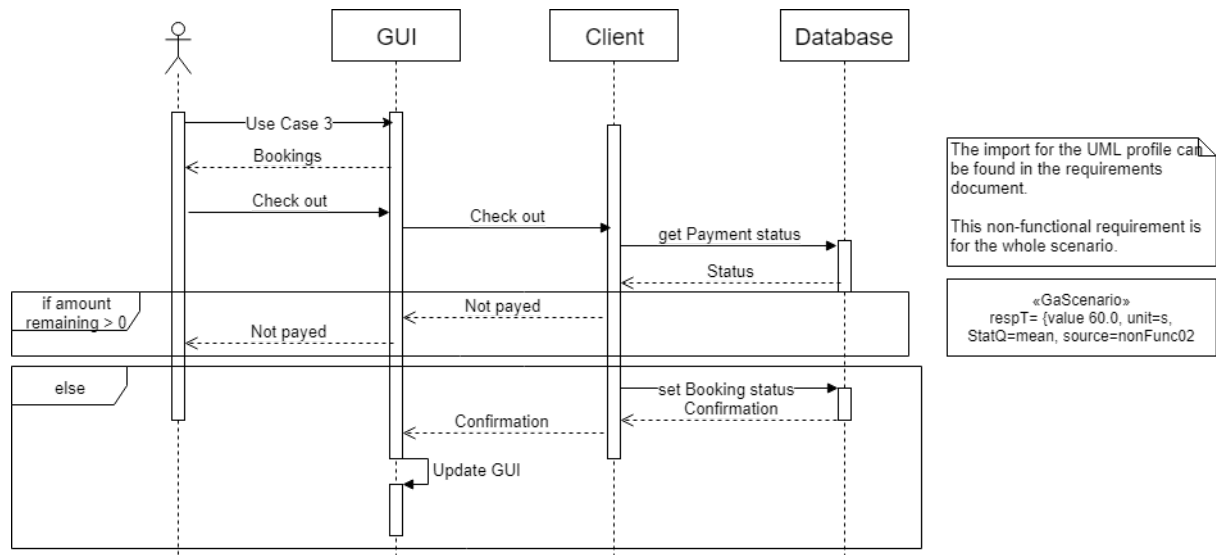 GUI
Client
Database
Use Case 3
Bookings
Check out
Check out
get Payment status
Status
if amount
remaining > 0
Not payed
Not payed
else
set Booking status
Confirmation
Confirmation
Update GUI
The import for the UML profile can
be found in the requirements
document.
This non-functional requirement is
for the whole scenario.
«GaScenario»
respT= {value 60.0, unit=s,
StatQ=mean, source=nonFunc02